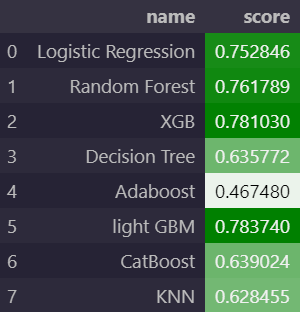 name score
0 Logistic Regression 0.752846
1 Random Forest 0.761789
2 XGB 0.781030
3 Decision Tree 0.635772
4 Adaboost 0.467480
5 light GBM 0.783740
6 CatBoost 0.639024
7 KNN 0.628455